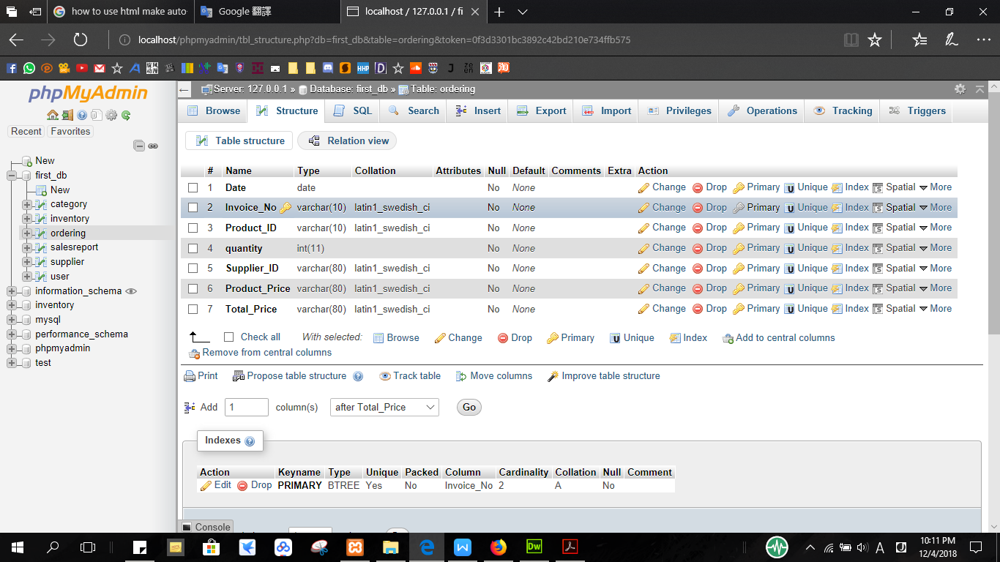 how to use html make auto
Google 翻譯
localhost / 127.0.0.1 / fi
localhost/phpmyadmin/tbl_structure.php?db=first_db&table=ordering&token=0f3d3301bc3892c42bd210e734ffb575
phpMyAdmin
Recent Favorites
New
first_db
New
category
inventory
ordering
salesreport
supplier
user
information_schema
inventory
mysql
performance_schema
phpmyadmin
test
Server: 127.0.0.1 » Database: first_db » Table: ordering
Browse Structure SQL Search Insert Export Import Privileges Operations Tracking Triggers
Table structure Relation view
# Name Type Collation Attributes Null Default Comments Extra Action
1 Date date No None Change Drop Primary Unique Index Spatial More
2 Invoice_No varchar(10) latin1_swedish_ci No None Change Drop Primary Unique Index Spatial More
3 Product_ID varchar(10) latin1_swedish_ci No None Change Drop Primary Unique Index Spatial More
4 quantity int(11) No None Change Drop Primary Unique Index Spatial More
5 Supplier_ID varchar(80) latin1_swedish_ci No None Change Drop Primary Unique Index Spatial More
6 Product_Price varchar(80) latin1_swedish_ci No None Change Drop Primary Unique Index Spatial More
7 Total_Price varchar(80) latin1_swedish_ci No None Change Drop Primary Unique Index Spatial More
Check all With selected: Browse Change Drop Primary Unique Index Add to central columns
Remove from central columns
Print Propose table structure Track table Move columns Improve table structure
Add 1 column(s) after Total_Price Go
Indexes
Action Keyname Type Unique Packed Column Cardinality Collation Null Comment
Edit Drop PRIMARY BTREE Yes No Invoice_No 2 A No
Console
10:11 PM
12/4/2018